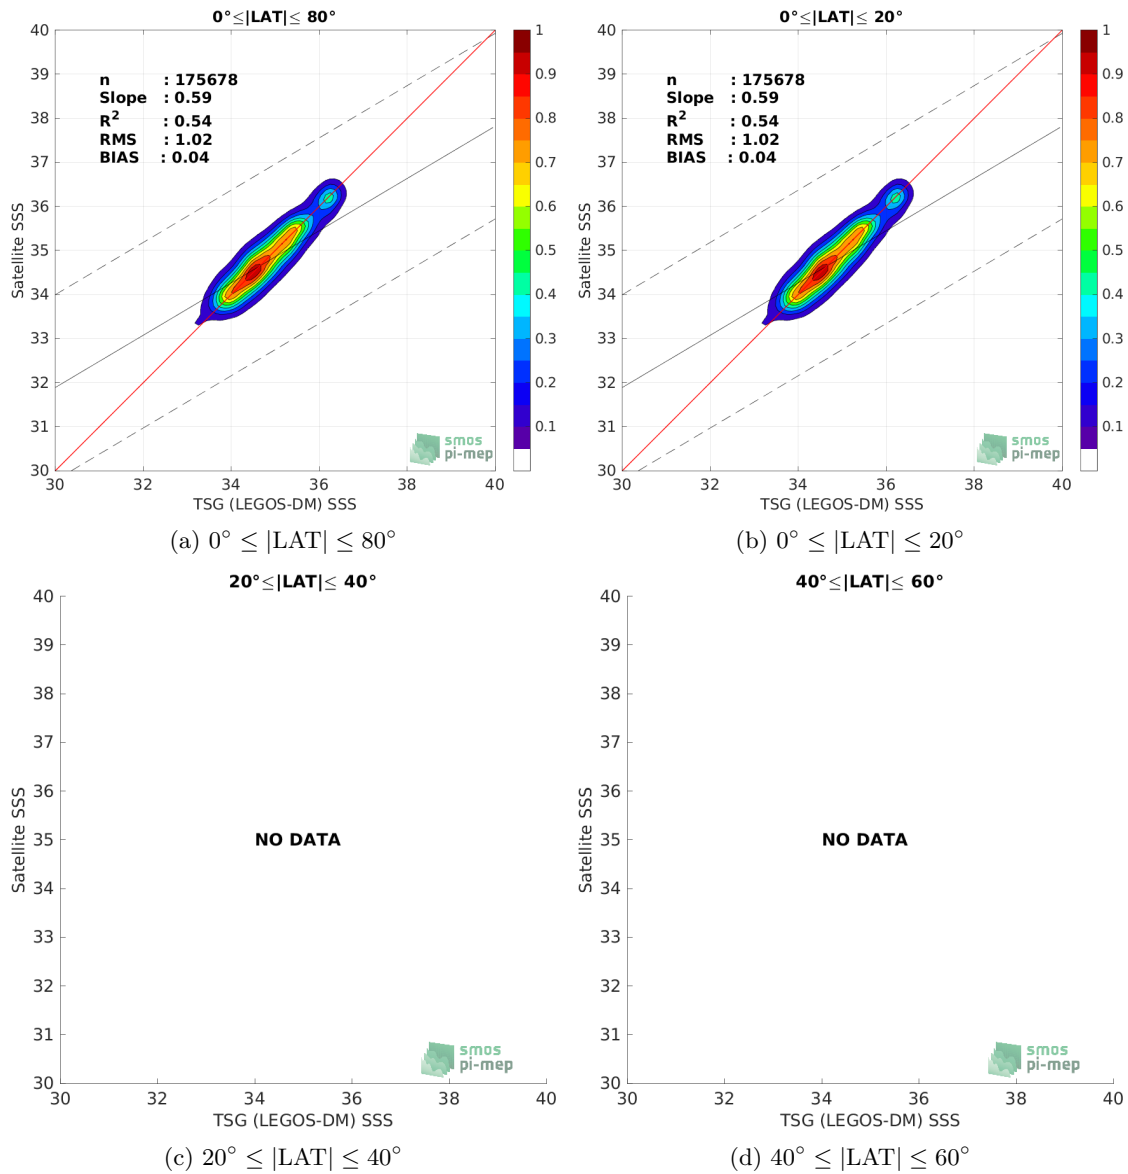 0°≤|LAT|≤ 80°
40
39
38
37
36
35
34
33
32
31
30
Satellite SSS
n : 175678
Slope : 0.59
R² : 0.54
RMS : 1.02
BIAS : 0.04
smos
pi-mep
30 32 34 36 38 40
TSG (LEGOS-DM) SSS
1
0.9
0.8
0.7
0.6
0.5
0.4
0.3
0.2
0.1
(a) 0° ≤ |LAT| ≤ 80°
0°≤|LAT|≤ 20°
40
39
38
37
36
35
34
33
32
31
30
Satellite SSS
n : 175678
Slope : 0.59
R² : 0.54
RMS : 1.02
BIAS : 0.04
smos
pi-mep
30 32 34 36 38 40
TSG (LEGOS-DM) SSS
1
0.9
0.8
0.7
0.6
0.5
0.4
0.3
0.2
0.1
(b) 0° ≤ |LAT| ≤ 20°
20°≤|LAT|≤ 40°
40
39
38
37
36
35
34
33
32
31
30
Satellite SSS
NO DATA
smos
pi-mep
30 32 34 36 38 40
TSG (LEGOS-DM) SSS
(c) 20° ≤ |LAT| ≤ 40°
40°≤|LAT|≤ 60°
40
39
38
37
36
35
34
33
32
31
30
Satellite SSS
NO DATA
smos
pi-mep
30 32 34 36 38 40
TSG (LEGOS-DM) SSS
(d) 40° ≤ |LAT| ≤ 60°